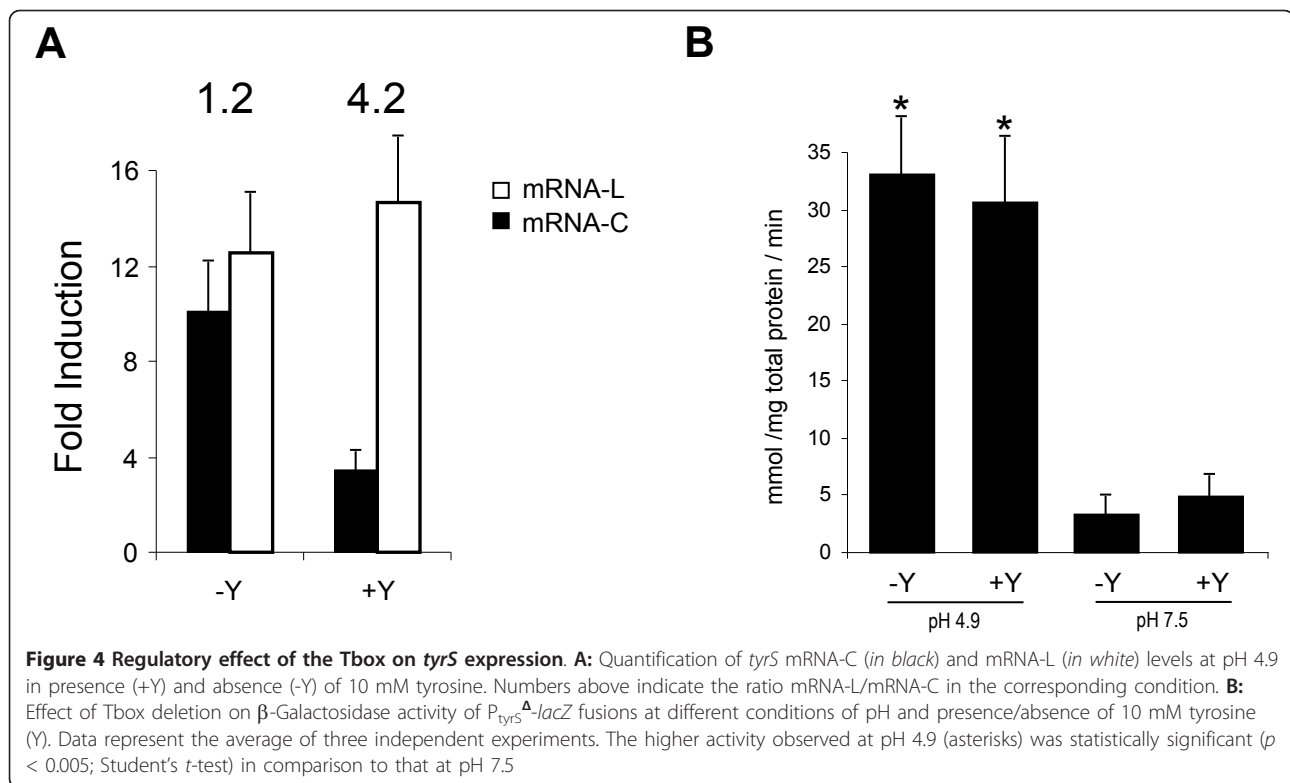 A
1.2 4.2
16
12
8
4
0
Fold Induction
-Y +Y
mRNA-L
mRNA-C
B
* *
35
30
25
20
15
10
5
0
mmol /mg total protein / min
-Y +Y -Y +Y
pH 4.9 pH 7.5
Figure 4 Regulatory effect of the Tbox on tyrS expression. A: Quantification of tyrS mRNA-C (in black) and mRNA-L (in white) levels at pH 4.9
in presence (+Y) and absence (-Y) of 10 mM tyrosine. Numbers above indicate the ratio mRNA-L/mRNA-C in the corresponding condition. B:
Effect of Tbox deletion on β-Galactosidase activity of PtyrS^Δ-lacZ fusions at different conditions of pH and presence/absence of 10 mM tyrosine
(Y). Data represent the average of three independent experiments. The higher activity observed at pH 4.9 (asterisks) was statistically significant (p
< 0.005; Student's t-test) in comparison to that at pH 7.5